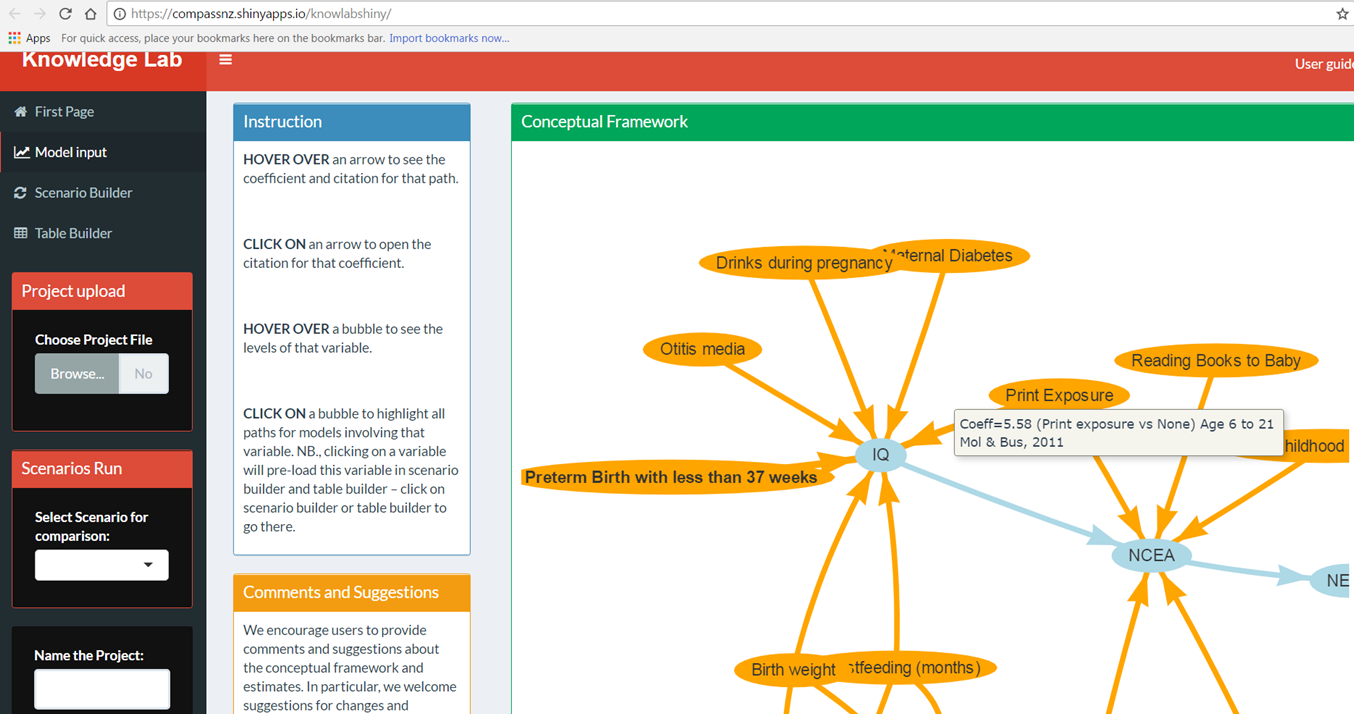 https://compassnz.shinyapps.io/knowlabshiny/
Apps For quick access, place your bookmarks here on the bookmarks bar. Import bookmarks now...
Knowledge Lab
User guide
First Page
Model input
Scenario Builder
Table Builder
Project upload
Choose Project File
Browse... No
Scenarios Run
Select Scenario for
comparison:
Name the Project:
Instruction
HOVER OVER an arrow to see the
coefficient and citation for that path.
CLICK ON an arrow to open the
citation for that coefficient.
HOVER OVER a bubble to see the
levels of that variable.
CLICK ON a bubble to highlight all
paths for models involving that
variable. NB., clicking on a variable
will pre-load this variable in scenario
builder and table builder – click on
scenario builder or table builder to
go there.
Comments and Suggestions
We encourage users to provide
comments and suggestions about
the conceptual framework and
estimates. In particular, we welcome
suggestions for changes and
Conceptual Framework
Drinks during pregnancy
Maternal Diabetes
Otitis media
Reading Books to Baby
Print Exposure
Coeff=5.58 (Print exposure vs None) Age 6 to 21
Mol & Bus, 2011
hildhood
IQ
Preterm Birth with less than 37 weeks
NCEA
NE
Birth weight
stfeeding (months)